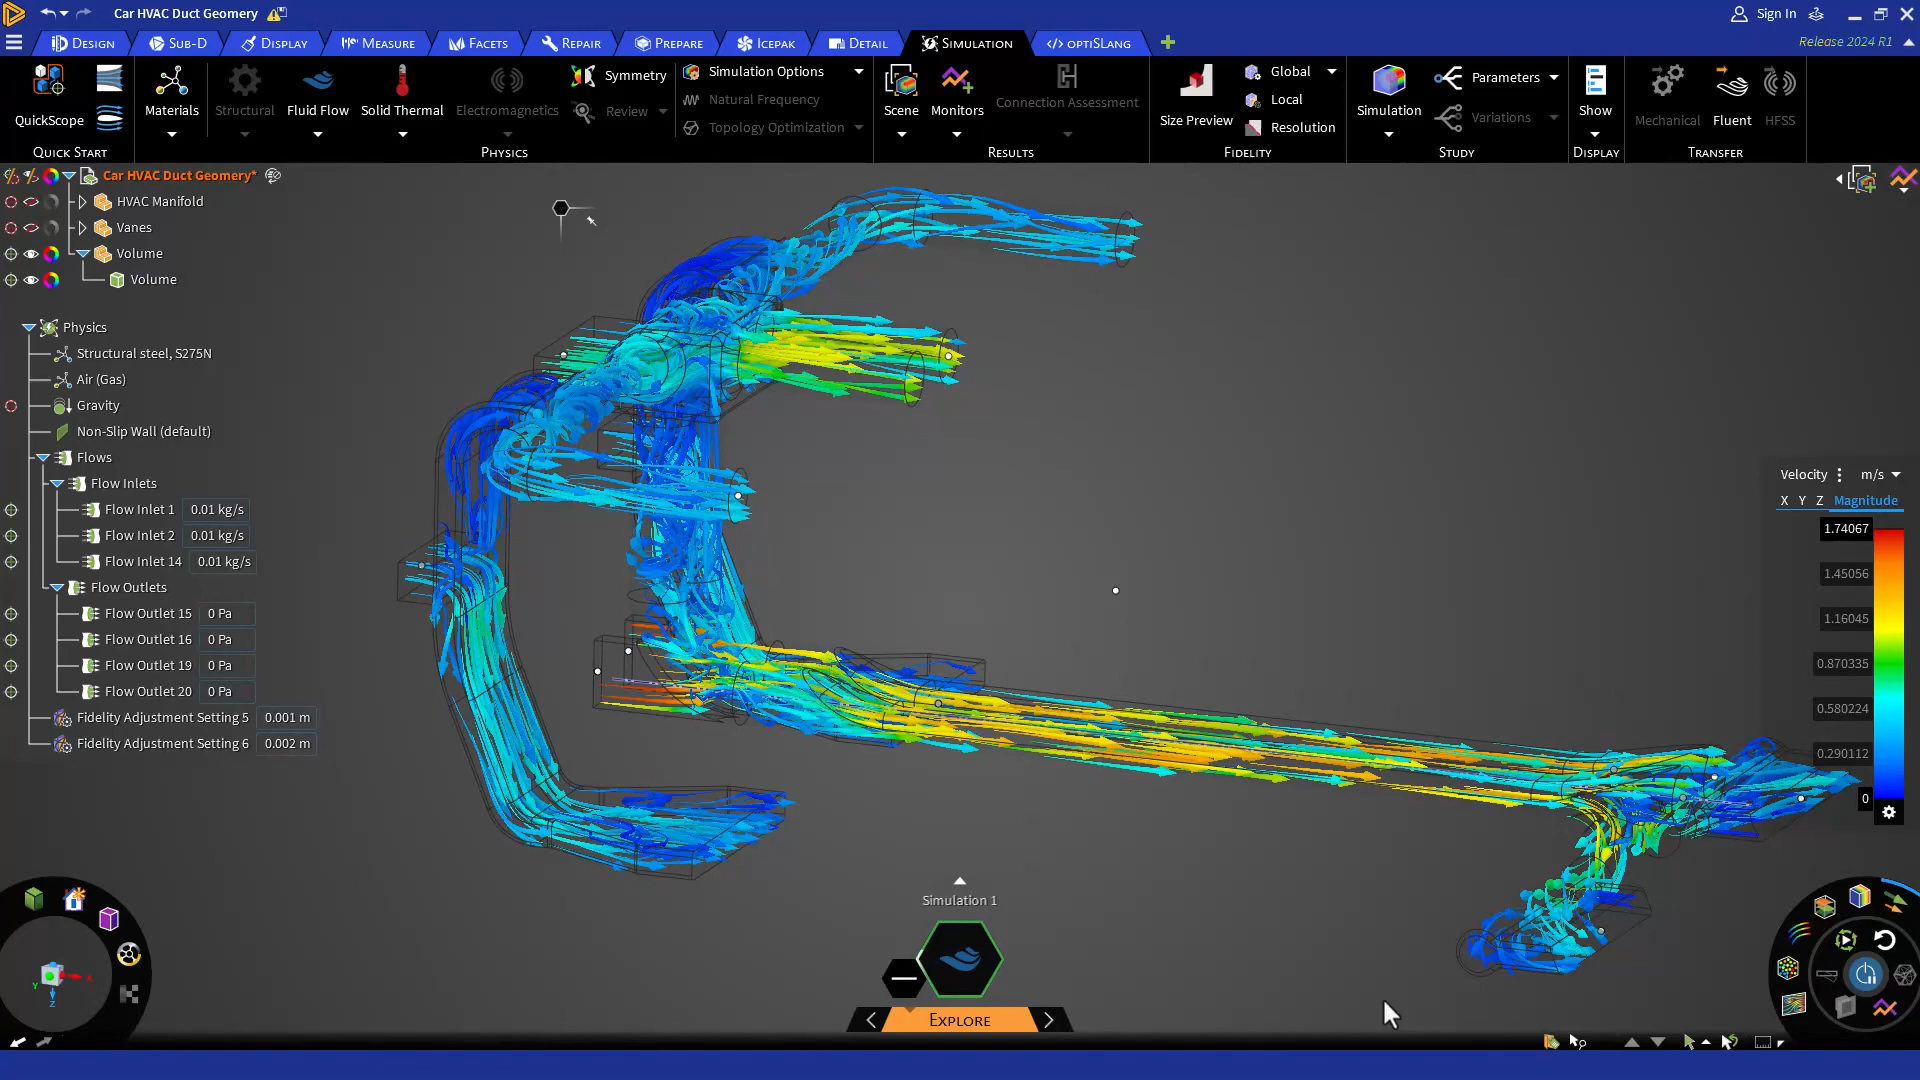 Car HVAC Duct Geomery
Sign In
Design
Sub-D
Display
Measure
Facets
Repair
Prepare
Icepak
Detail
Simulation
optiSLang
Release 2024 R1
QuickScope
Quick Start
Materials
Structural
Fluid Flow
Solid Thermal
Electromagnetics
Symmetry
Review
Simulation Options
Natural Frequency
Topology Optimization
Physics
Scene
Monitors
Connection Assessment
Results
Size Preview
Global
Local
Resolution
Fidelity
Simulation
Parameters
Variations
Study
Show
Display
Mechanical
Fluent
HFSS
Transfer
Car HVAC Duct Geomery*
HVAC Manifold
Vanes
Volume
Volume
Physics
Structural steel, S275N
Air (Gas)
Gravity
Non-Slip Wall (default)
Flows
Flow Inlets
Flow Inlet 1 0.01 kg/s
Flow Inlet 2 0.01 kg/s
Flow Inlet 14 0.01 kg/s
Flow Outlets
Flow Outlet 15 0 Pa
Flow Outlet 16 0 Pa
Flow Outlet 19 0 Pa
Flow Outlet 20 0 Pa
Fidelity Adjustment Setting 5 0.001 m
Fidelity Adjustment Setting 6 0.002 m
Velocity m/s
X Y Z Magnitude
1.74067
1.45056
1.16045
0.870335
0.580224
0.290112
0
Simulation 1
Explore
X
Y
Z